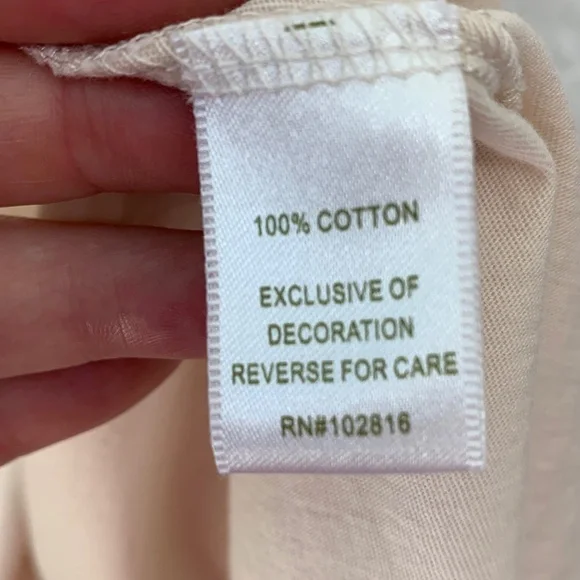 100% COTTON
EXCLUSIVE OF
DECORATION
REVERSE FOR CARE
RN#102816